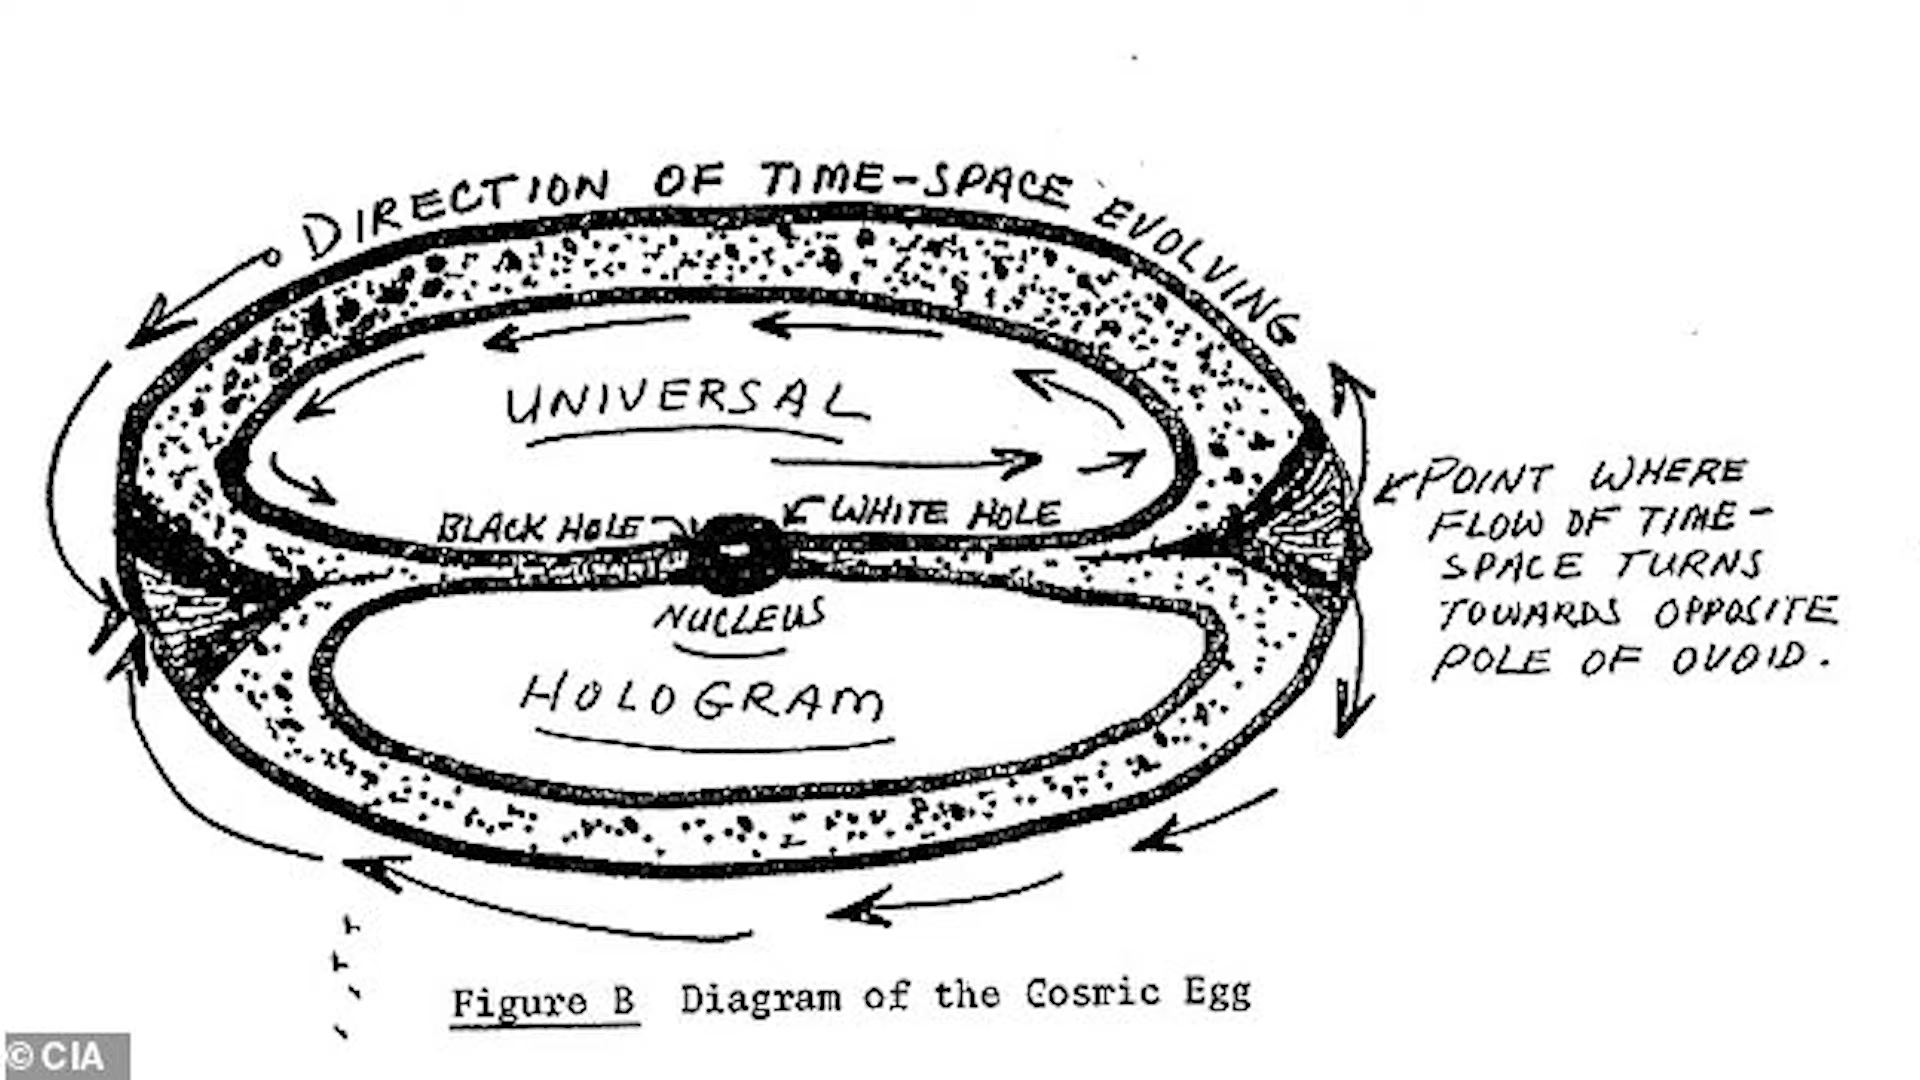 DIRECTION OF TIME-SPACE EVOLVING
UNIVERSAL
BLACK HOLE
WHITE HOLE
NUCLEUS
HOLOGRAM
POINT WHERE
FLOW OF TIME-
SPACE TURNS
TOWARDS OPPOSITE
POLE OF OVOID.
Figure B Diagram of the Cosmic Egg
© CIA